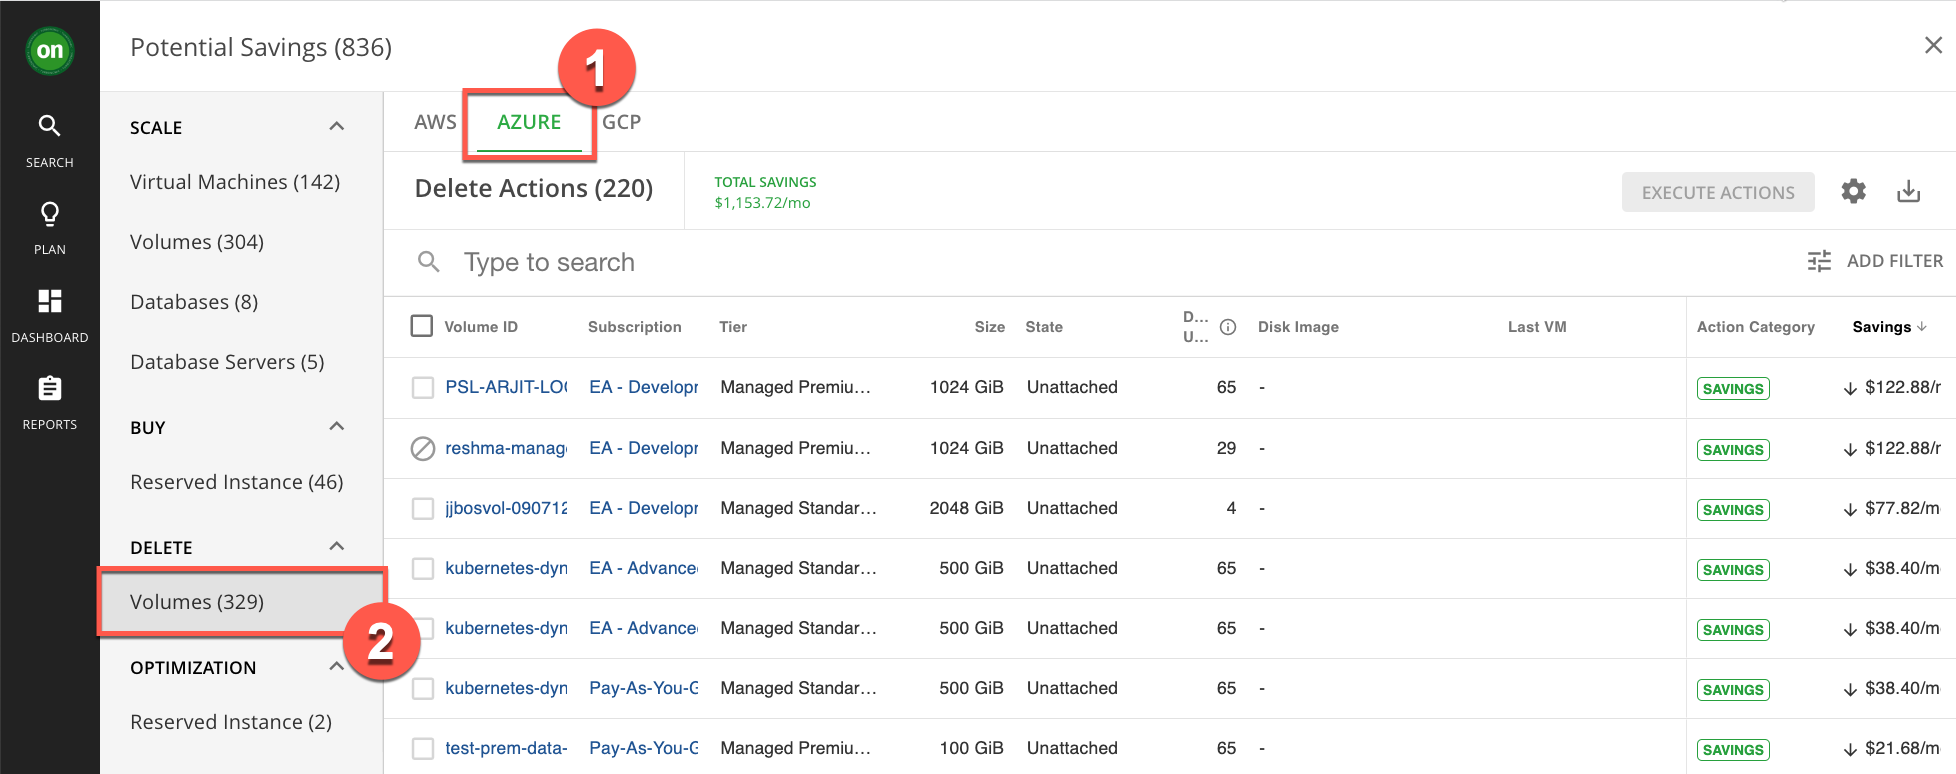 on
Potential Savings (836)
1
SEARCH
PLAN
DASHBOARD
REPORTS
SCALE
Virtual Machines (142)
Volumes (304)
Databases (8)
Database Servers (5)
BUY
Reserved Instance (46)
DELETE
Volumes (329)
2
OPTIMIZATION
Reserved Instance (2)
AWS AZURE GCP
Delete Actions (220)
TOTAL SAVINGS
$1,153.72/mo
EXECUTE ACTIONS
Type to search
ADD FILTER
Volume ID Subscription Tier Size State D... U... Disk Image Last VM Action Category Savings
PSL-ARJIT-LO EA - Develop Managed Premiu... 1024 GiB Unattached 65 - SAVINGS $122.88/
reshma-manag EA - Develop Managed Premiu... 1024 GiB Unattached 29 - SAVINGS $122.88/
jjbosvol-090712 EA - Develop Managed Standar... 2048 GiB Unattached 4 - SAVINGS $77.82/m
kubernetes-dyn EA - Advance Managed Standar... 500 GiB Unattached 65 - SAVINGS $38.40/m
kubernetes-dyn EA - Advance Managed Standar... 500 GiB Unattached 65 - SAVINGS $38.40/m
kubernetes-dyn Pay-As-You-G Managed Standar... 500 GiB Unattached 65 - SAVINGS $38.40/m
test-prem-data- Pay-As-You-G Managed Premiu... 100 GiB Unattached 65 - SAVINGS $21.68/m